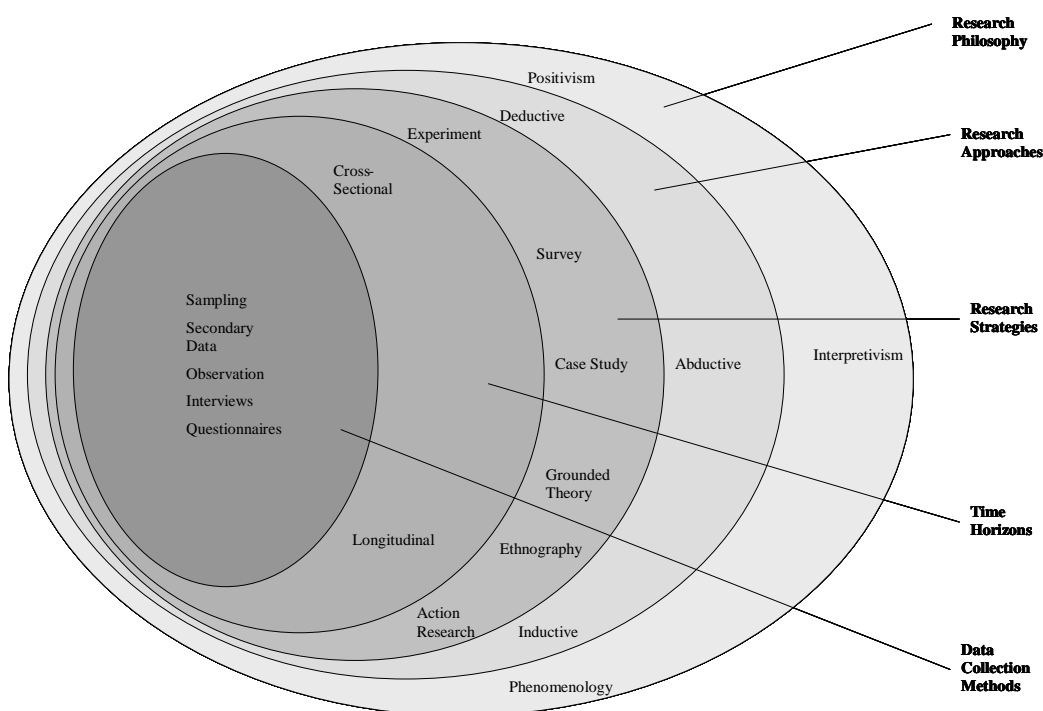 Research
Philosophy
Positivism
Deductive
Experiment
Research
Approaches
Cross-
Sectional
Survey
Sampling
Secondary
Data
Observation
Interviews
Questionnaires
Research
Strategies
Case Study
Abductive
Interpretivism
Grounded
Theory
Time
Horizons
Longitudinal
Ethnography
Action
Research
Inductive
Data
Collection
Methods
Phenomenology